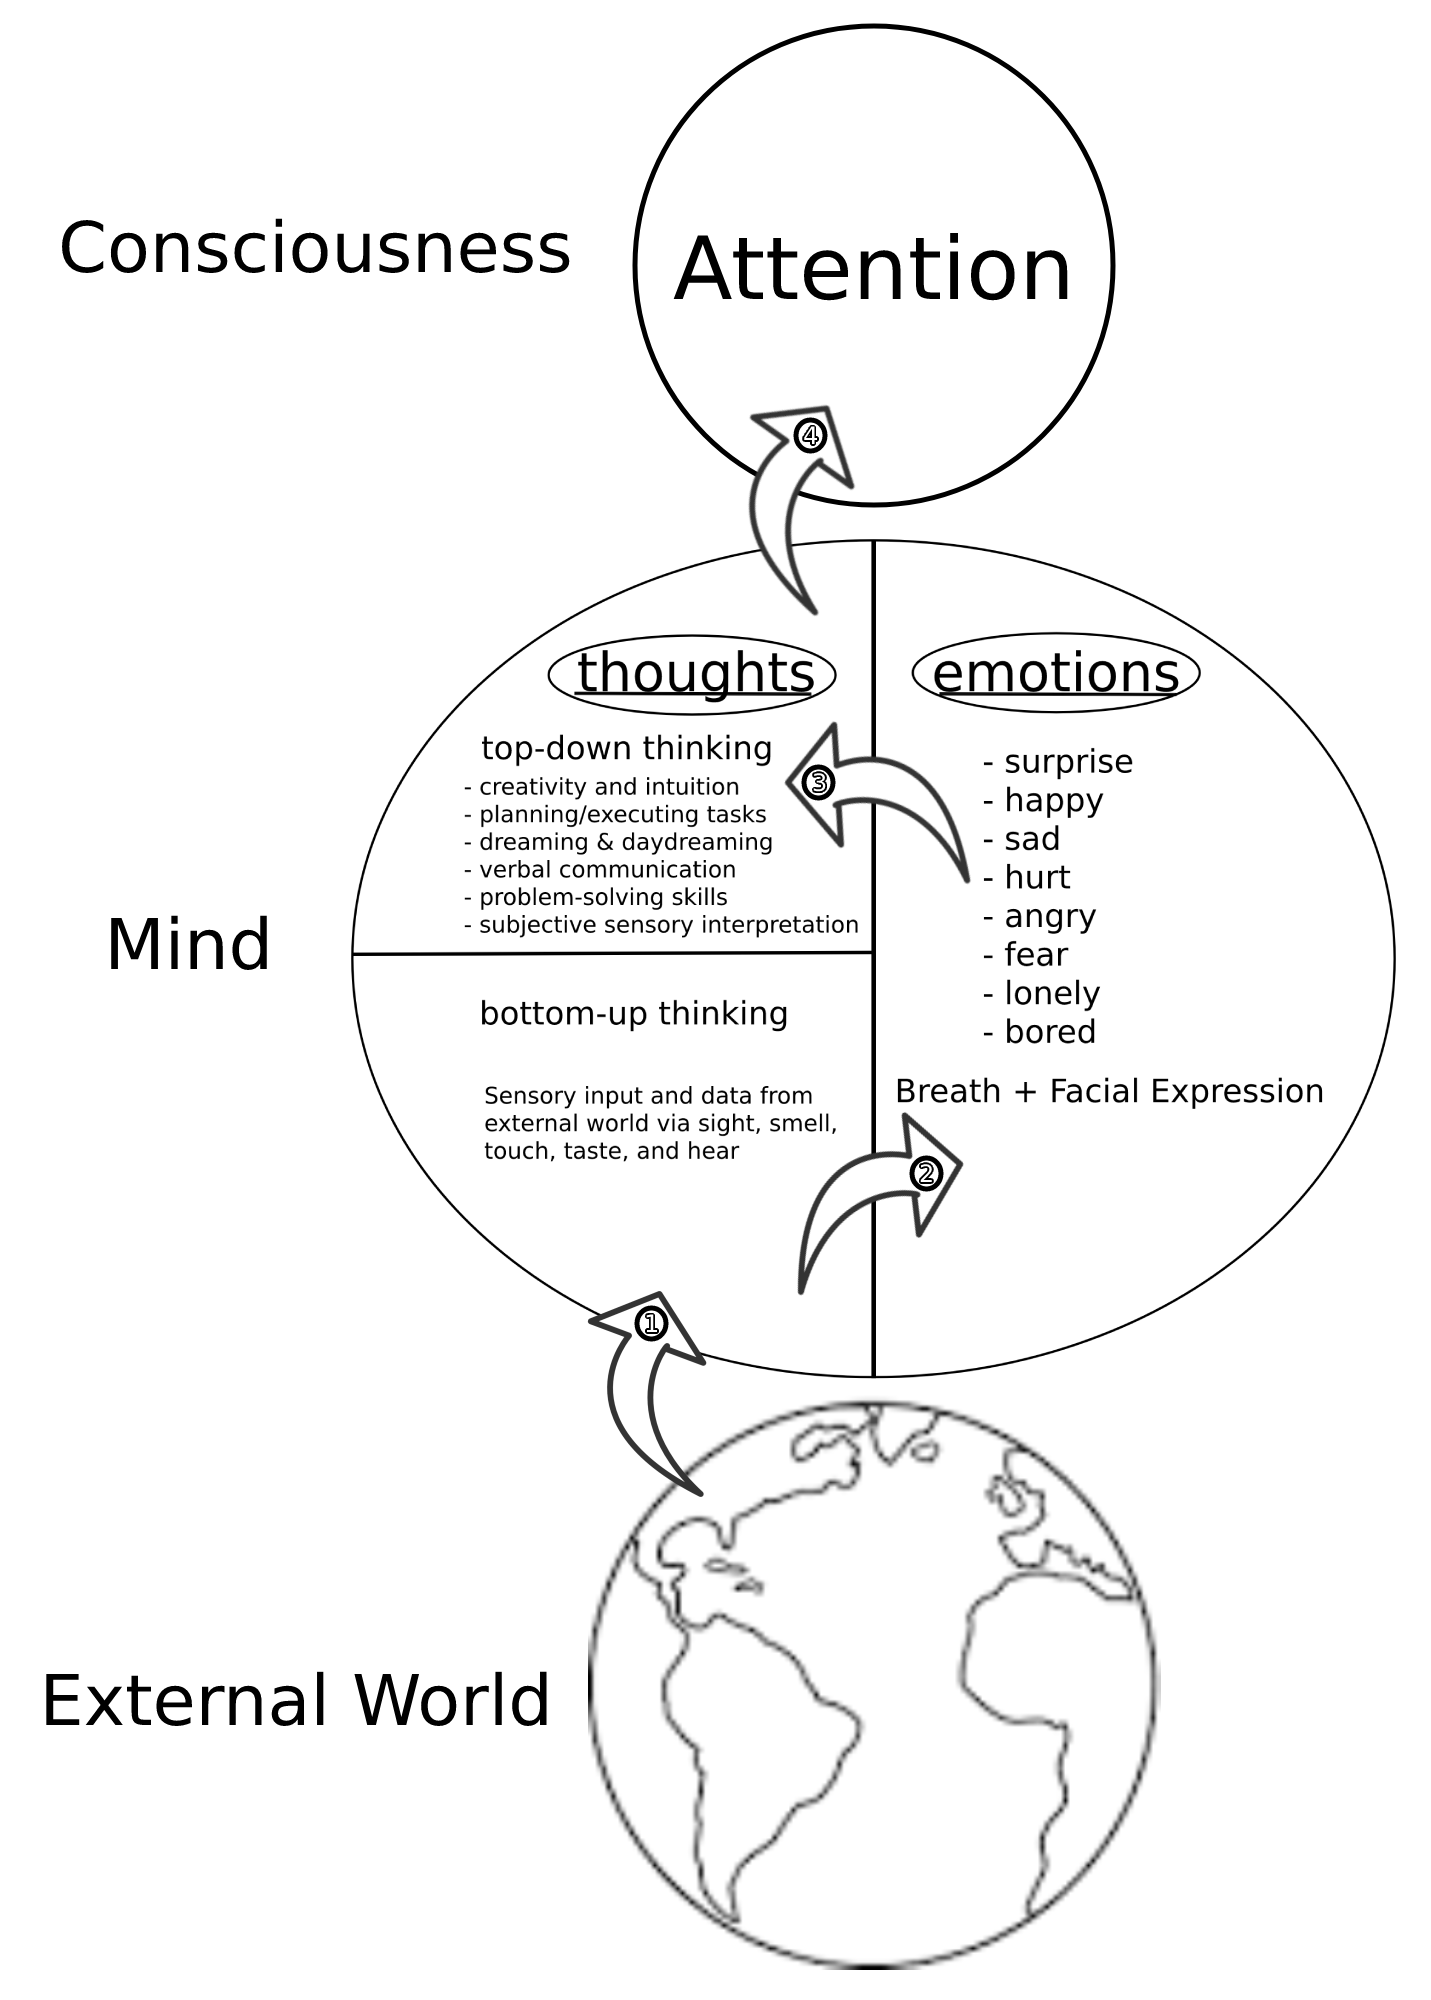 Consciousness
Attention
④
Mind
thoughts
top-down thinking
- creativity and intuition
- planning/executing tasks
- dreaming & daydreaming
- verbal communication
- problem-solving skills
- subjective sensory interpretation
③
emotions
- surprise
- happy
- sad
- hurt
- angry
- fear
- lonely
- bored
Breath + Facial Expression
bottom-up thinking
Sensory input and data from
external world via sight, smell,
touch, taste, and hear
②
①
External World